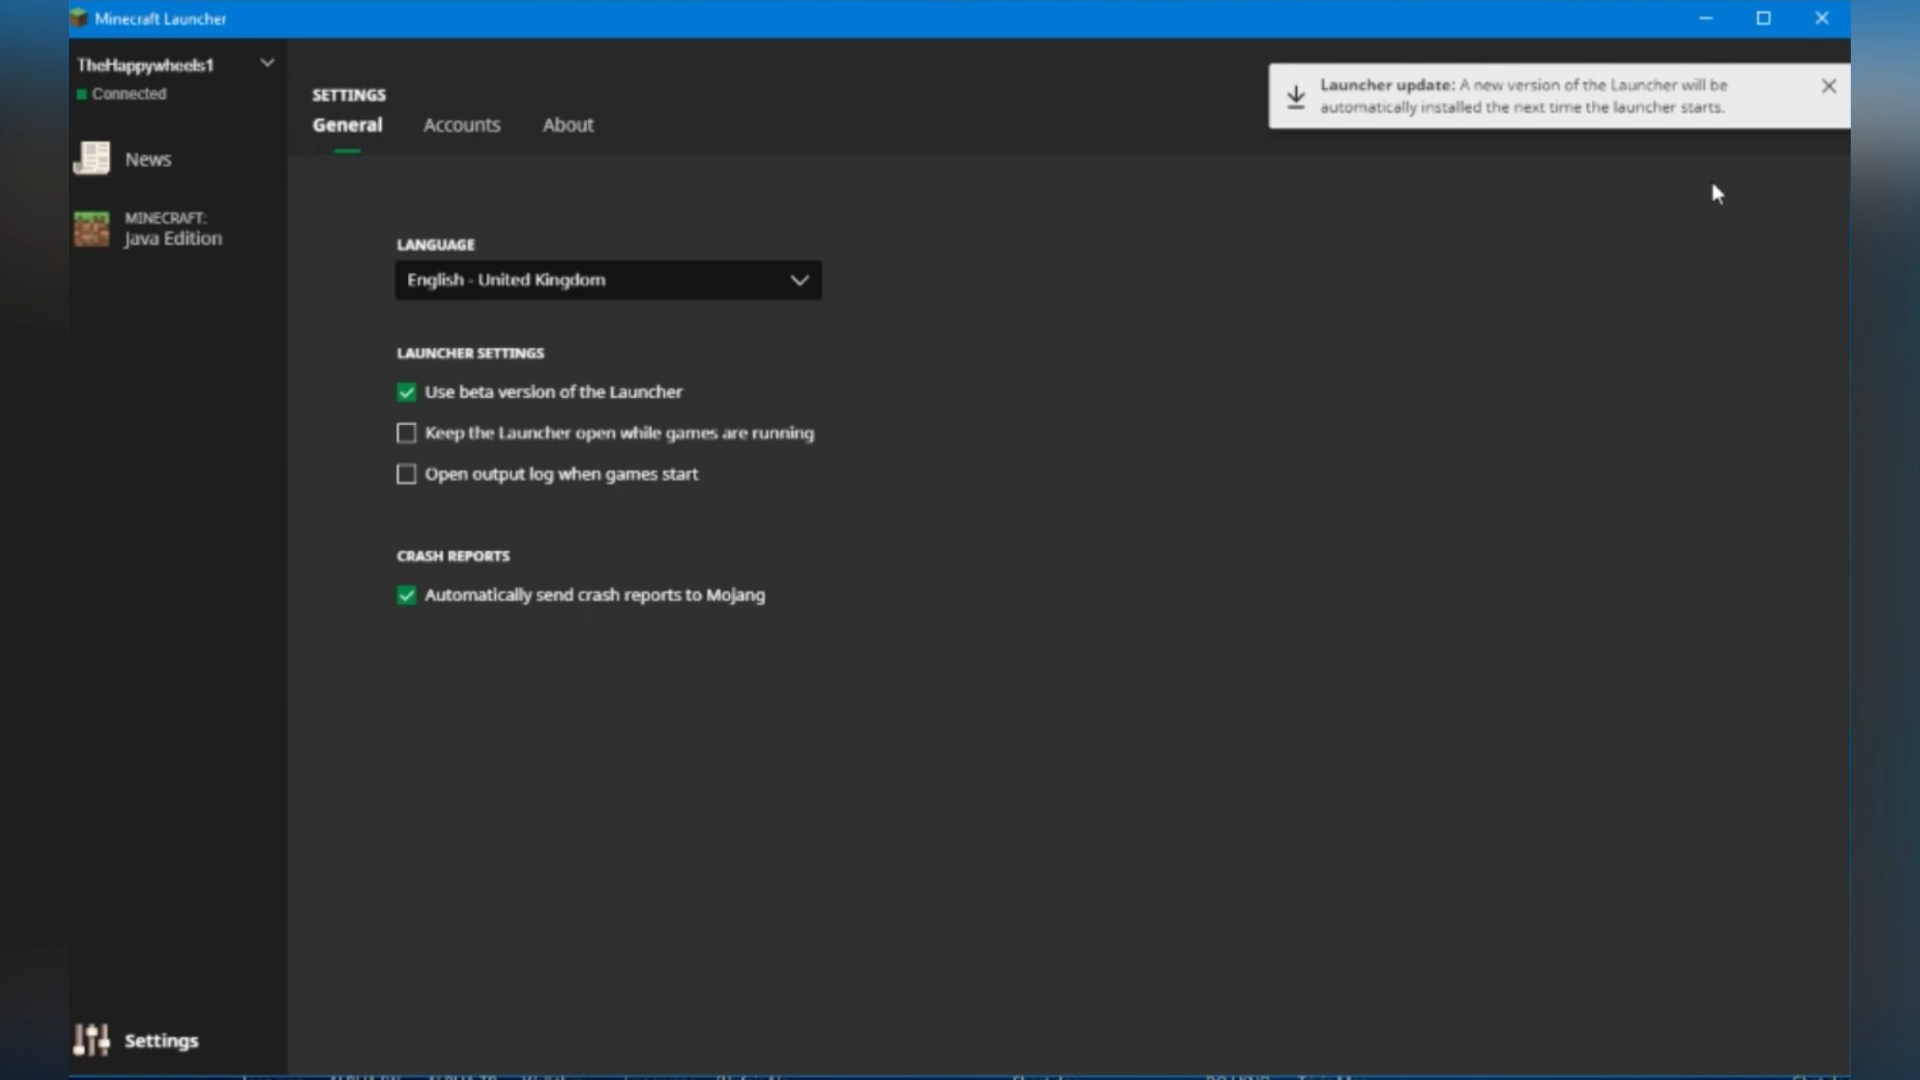 Minecraft Launcher
TheHappywheels1
Connected
News
MINECRAFT:
Java Edition
Settings
SETTINGS
General Accounts About
Launcher update: A new version of the Launcher will be
automatically installed the next time the launcher starts.
LANGUAGE
English - United Kingdom
LAUNCHER SETTINGS
Use beta version of the Launcher
Keep the Launcher open while games are running
Open output log when games start
CRASH REPORTS
Automatically send crash reports to Mojang